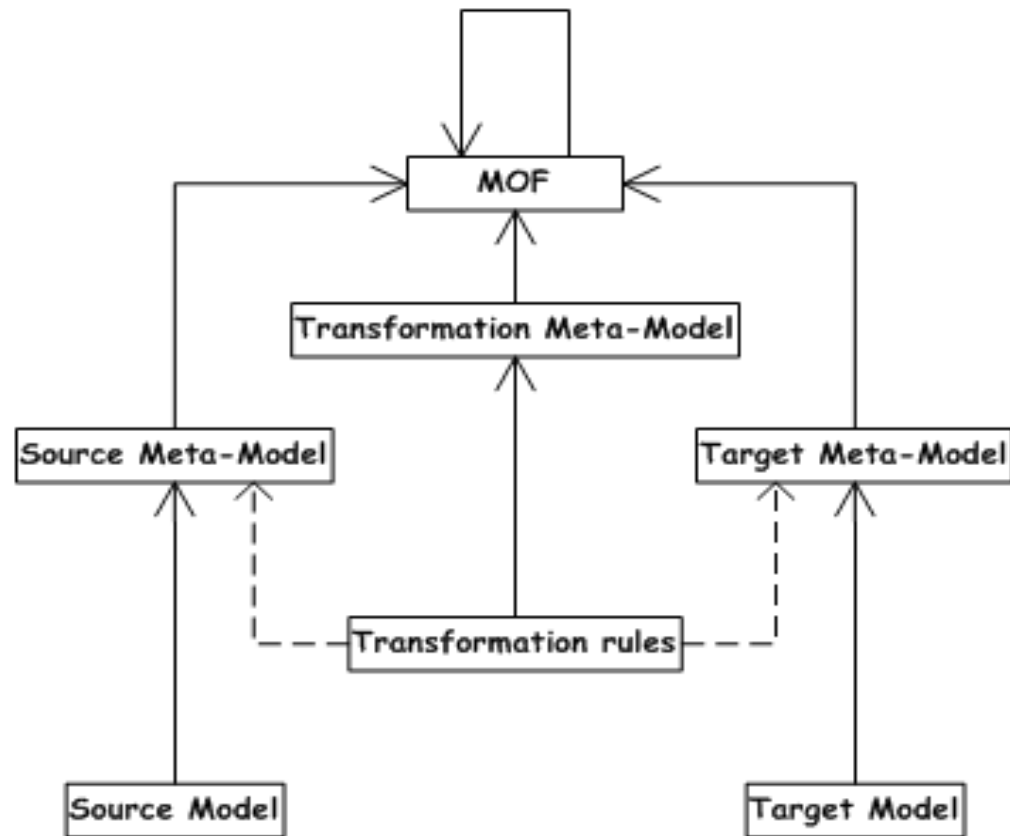 MOF
Transformation Meta-Model
Source Meta-Model
Target Meta-Model
Transformation rules
Source Model
Target Model